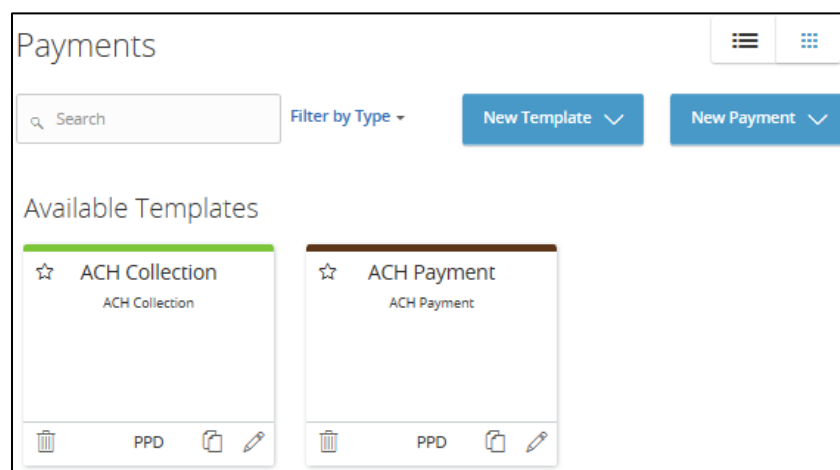 Payments
Search
Filter by Type
New Template
New Payment
Available Templates
ACH Collection
ACH Collection
PPD
ACH Payment
ACH Payment
PPD